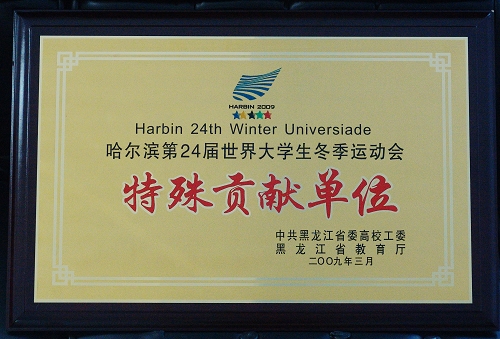 HARBIN 2009
Harbin 24th Winter Universiade
哈尔滨第24届世界大学生冬季运动会
特殊贡献单位
中共黑龙江省委高校工委
黑龙江省教育厅
二〇〇九年三月